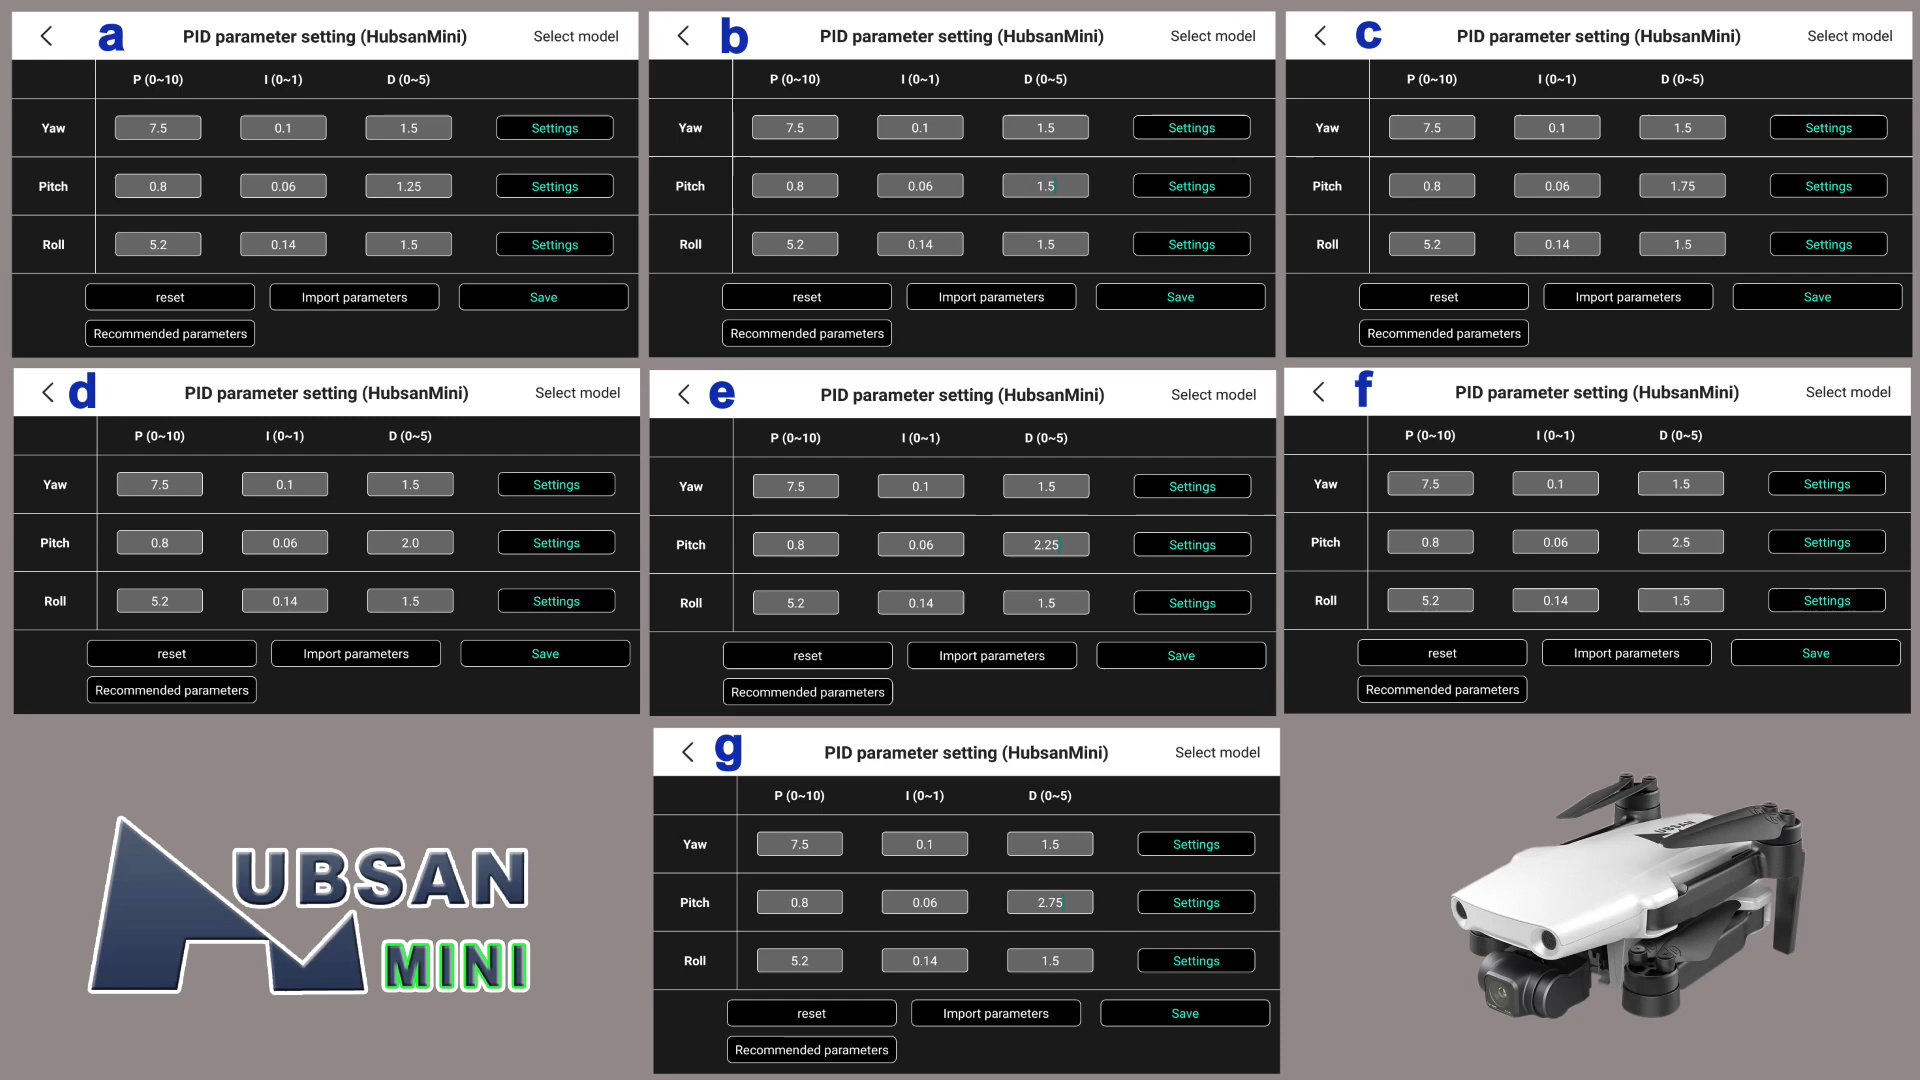 a PID parameter setting (HubsanMini) Select model
P (0~10) I (0~1) D (0~5)
Yaw 7.5 0.1 1.5 Settings
Pitch 0.8 0.06 1.25 Settings
Roll 5.2 0.14 1.5 Settings
reset Import parameters Save
Recommended parameters
b PID parameter setting (HubsanMini) Select model
P (0~10) I (0~1) D (0~5)
Yaw 7.5 0.1 1.5 Settings
Pitch 0.8 0.06 1.5 Settings
Roll 5.2 0.14 1.5 Settings
reset Import parameters Save
Recommended parameters
c PID parameter setting (HubsanMini) Select model
P (0~10) I (0~1) D (0~5)
Yaw 7.5 0.1 1.5 Settings
Pitch 0.8 0.06 1.75 Settings
Roll 5.2 0.14 1.5 Settings
reset Import parameters Save
Recommended parameters
d PID parameter setting (HubsanMini) Select model
P (0~10) I (0~1) D (0~5)
Yaw 7.5 0.1 1.5 Settings
Pitch 0.8 0.06 2.0 Settings
Roll 5.2 0.14 1.5 Settings
reset Import parameters Save
Recommended parameters
e PID parameter setting (HubsanMini) Select model
P (0~10) I (0~1) D (0~5)
Yaw 7.5 0.1 1.5 Settings
Pitch 0.8 0.06 2.25 Settings
Roll 5.2 0.14 1.5 Settings
reset Import parameters Save
Recommended parameters
f PID parameter setting (HubsanMini) Select model
P (0~10) I (0~1) D (0~5)
Yaw 7.5 0.1 1.5 Settings
Pitch 0.8 0.06 2.5 Settings
Roll 5.2 0.14 1.5 Settings
reset Import parameters Save
Recommended parameters
g PID parameter setting (HubsanMini) Select model
P (0~10) I (0~1) D (0~5)
Yaw 7.5 0.1 1.5 Settings
Pitch 0.8 0.06 2.75 Settings
Roll 5.2 0.14 1.5 Settings
reset Import parameters Save
Recommended parameters
UBSAN
MINI
UBSAN